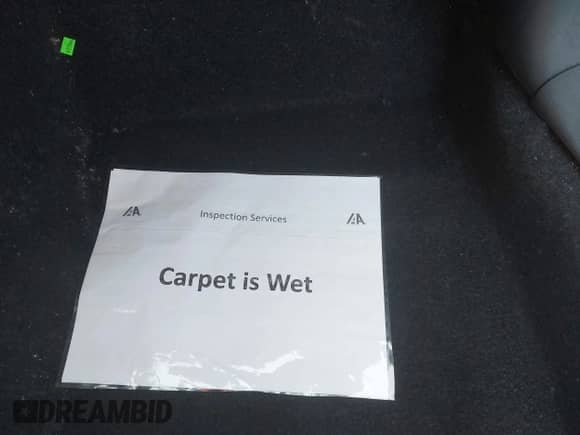 IAA Inspection Services IAA
Carpet is Wet
DREAMBID